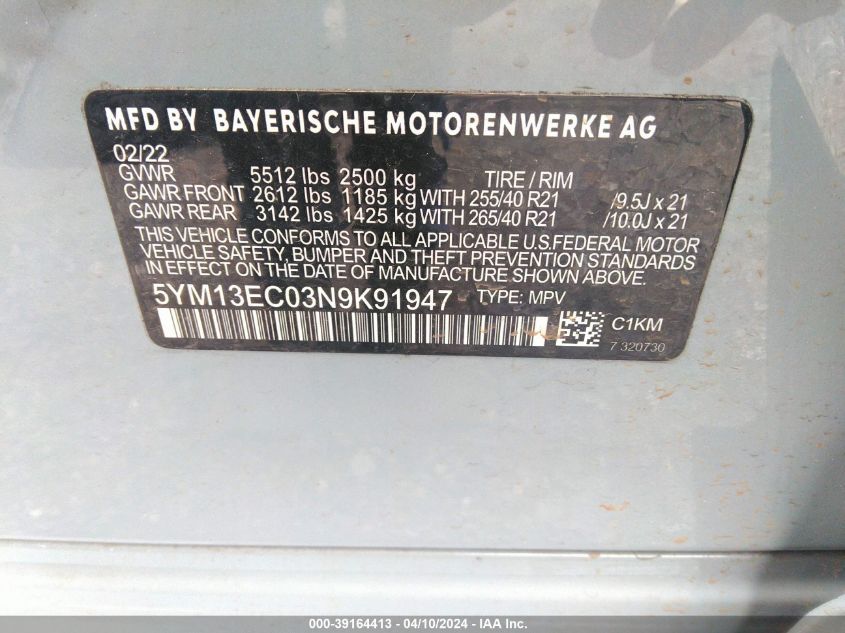 MFD BY BAYERISCHE MOTORENWERKE AG
02/22
GVWR 5512 lbs 2500 kg TIRE / RIM
GAWR FRONT 2612 lbs 1185 kg WITH 255/40 R21 /9.5J x 21
GAWR REAR 3142 lbs 1425 kg WITH 265/40 R21 /10.0J x 21
THIS VEHICLE CONFORMS TO ALL APPLICABLE U.S.FEDERAL MOTOR
VEHICLE SAFETY, BUMPER AND THEFT PREVENTION STANDARDS
IN EFFECT ON THE DATE OF MANUFACTURE SHOWN ABOVE.
5YM13EC03N9K91947 TYPE: MPV
C1KM
7 320730
000-39164413 - 04/10/2024 - IAA Inc.